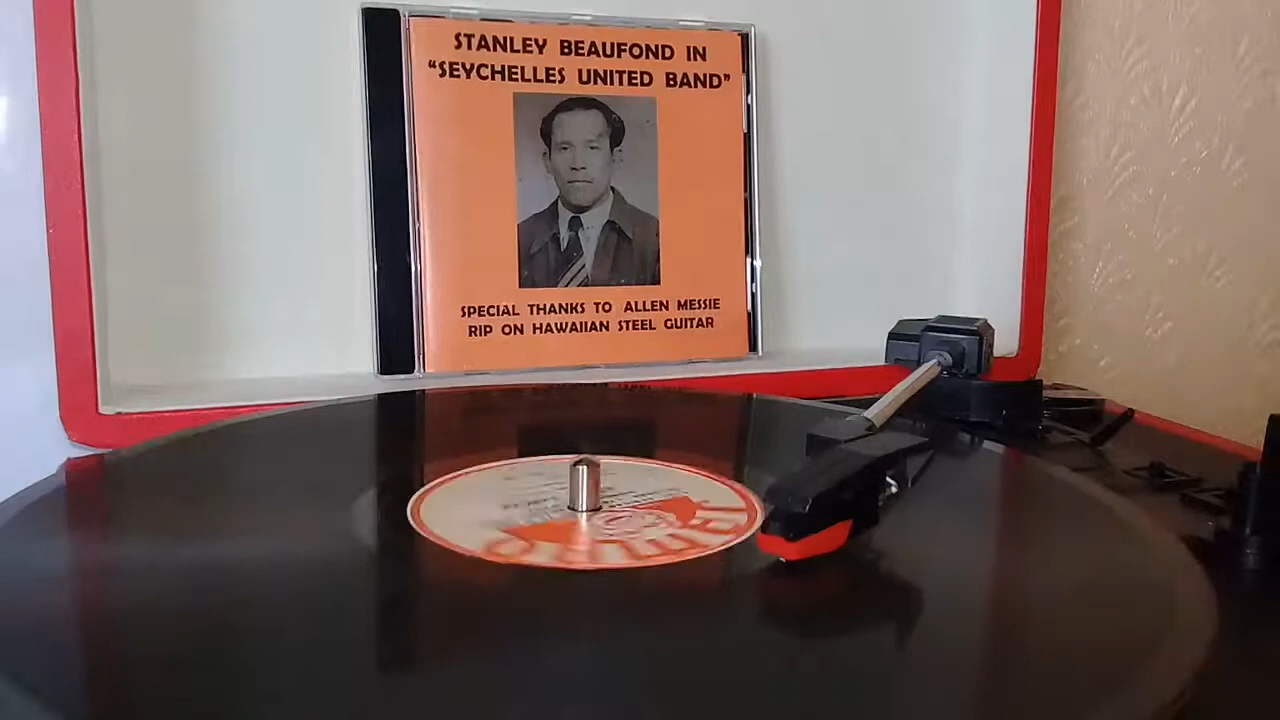 STANLEY BEAUFOND IN
“SEYCHELLES UNITED BAND”
SPECIAL THANKS TO ALLEN MESSIE
RIP ON HAWAIIAN STEEL GUITAR